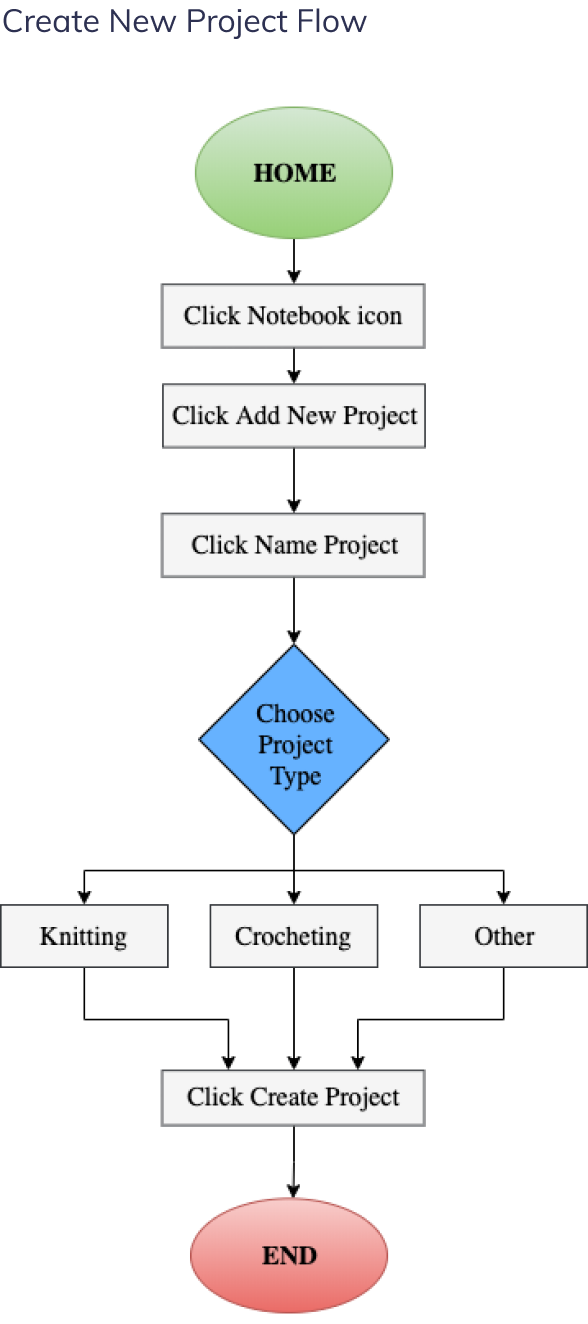 Create New Project Flow
HOME
Click Notebook icon
Click Add New Project
Click Name Project
Choose
Project
Type
Knitting
Crocheting
Other
Click Create Project
END